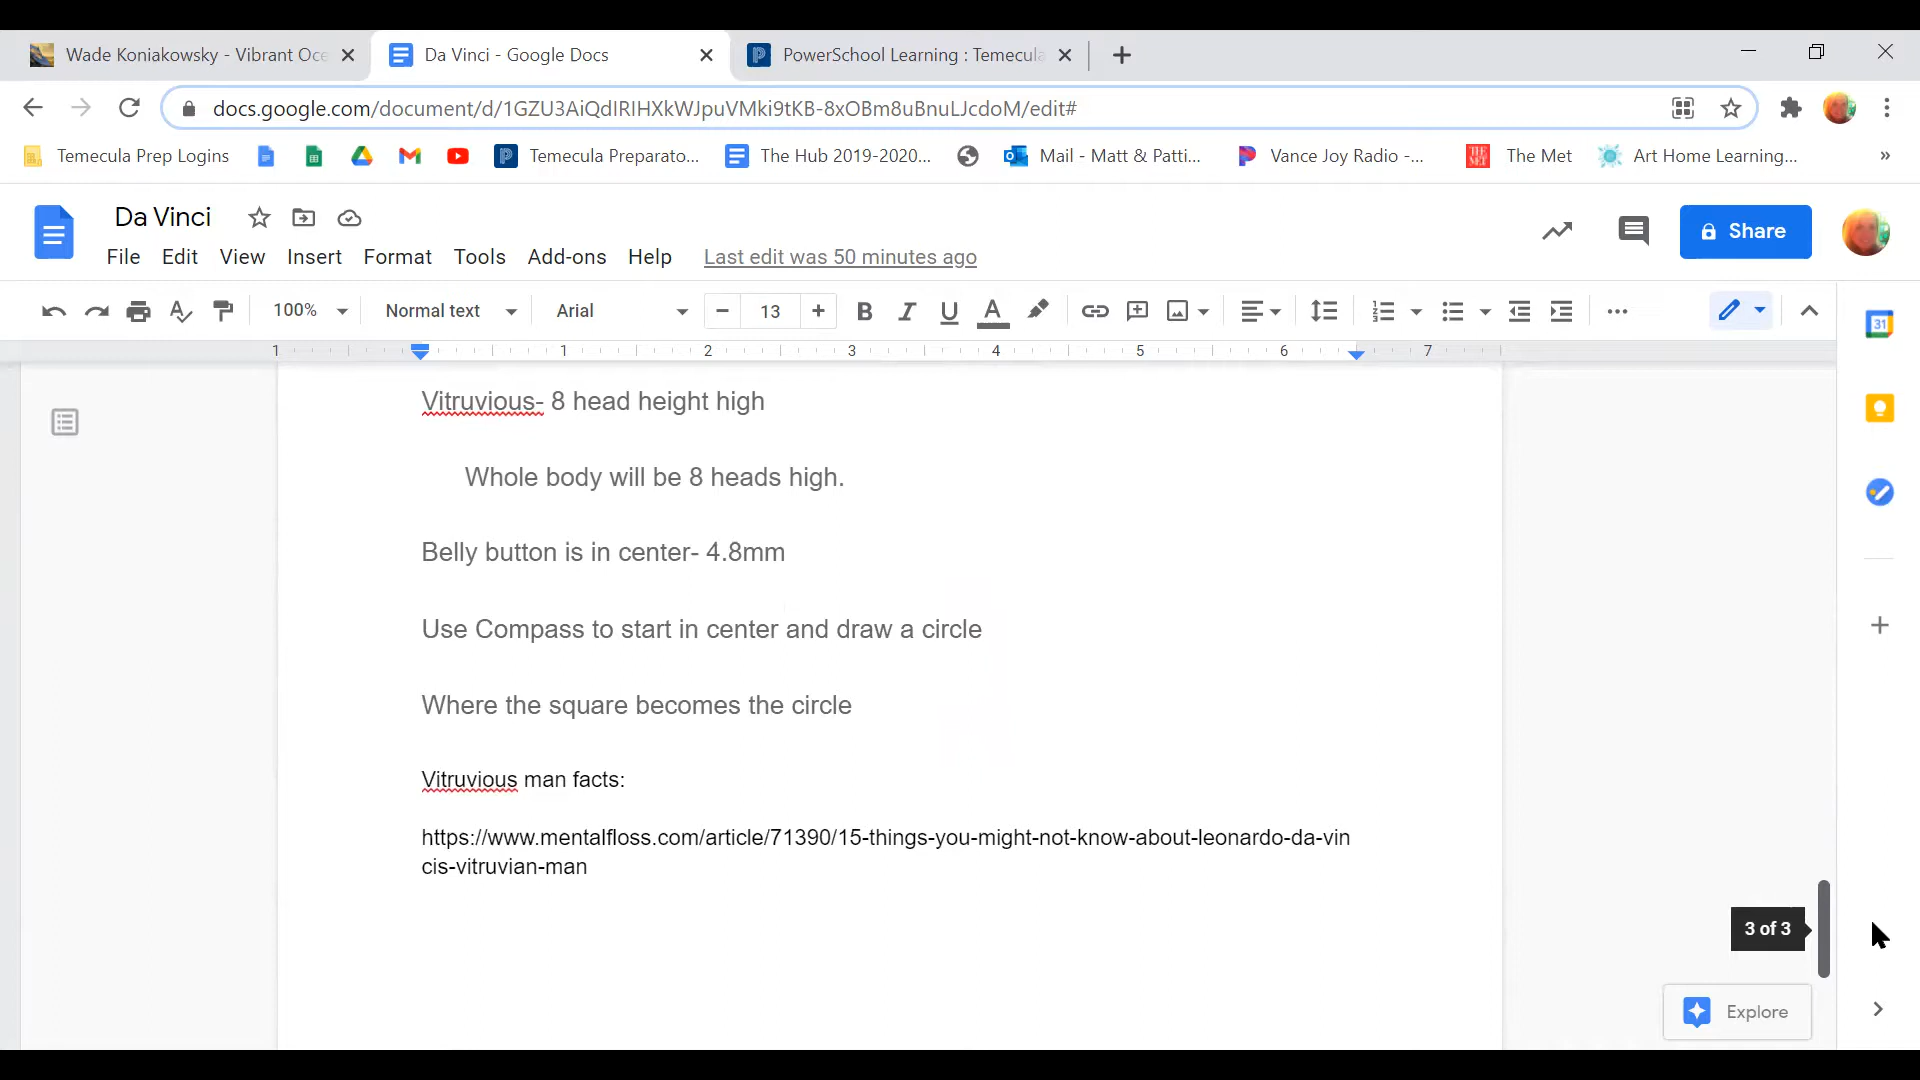 Wade Koniakowsky - Vibrant Oce
Da Vinci - Google Docs
PowerSchool Learning : Temecula
docs.google.com/document/d/1GZU3AiQdIRIHXkWJpuVMki9tKB-8xOBm8uBnuLJcdoM/edit#
Temecula Prep Logins
Temecula Preparato...
The Hub 2019-2020...
Mail - Matt & Patti...
Vance Joy Radio -...
THE MET
The Met
Art Home Learning...
Da Vinci
Share
File Edit View Insert Format Tools Add-ons Help Last edit was 50 minutes ago
100% Normal text Arial 13
31
1 1 2 3 4 5 6 7
Vitruvious- 8 head height high
Whole body will be 8 heads high.
Belly button is in center- 4.8mm
Use Compass to start in center and draw a circle
Where the square becomes the circle
Vitruvious man facts:
https://www.mentalfloss.com/article/71390/15-things-you-might-not-know-about-leonardo-da-vin
cis-vitruvian-man
3 of 3
Explore